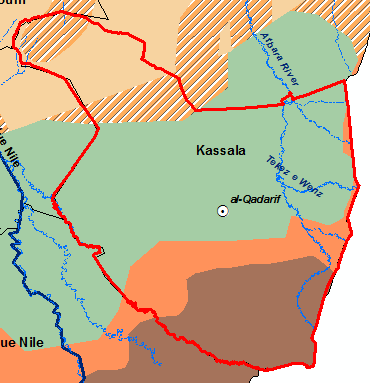 Atbara River
Kassala
ue Nile
Tekez e Wenz
al-Qadarif
ue Nile